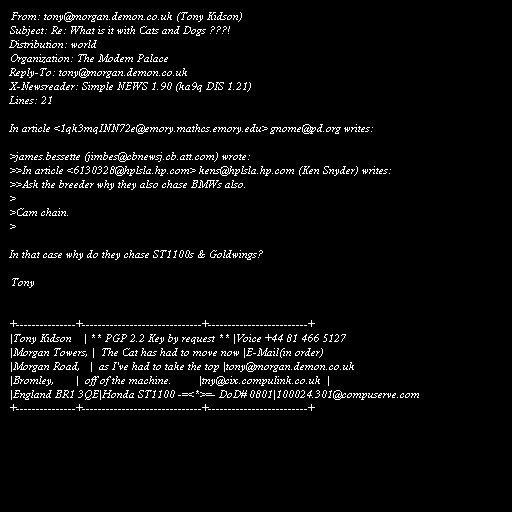 From: tony@morgan.demon.co.uk (Tony Kidson)
Subject: Re: What is it with Cats and Dogs ???!
Distribution: world
Organization: The Modem Palace
Reply-To: tony@morgan.demon.co.uk
X-Newsreader: Simple NEWS 1.90 (ka9q DIS 1.21)
Lines: 21

In article <1qk3mqINN72e@emory.mathcs.emory.edu> gnome@pd.org writes:

>james.bessette (jimbes@cbnewsj.cb.att.com) wrote:
>>In article <6130328@hplsla.hp.com> kens@hplsla.hp.com (Ken Snyder) writes:
>>Ask the breeder why they also chase BMWs also.
>
>Cam chain.
>

In that case why do they chase ST1100s & Goldwings?

Tony


+---------------+------------------------------+-------------------------+
|Tony Kidson    | ** PGP 2.2 Key by request ** |Voice +44 81 466 5127
|Morgan Towers, |  The Cat has had to move now |E-Mail(in order)
|Morgan Road,   |  as I've had to take the top |tony@morgan.demon.co.uk
|Bromley,       |  off of the machine.         |tny@cix.compulink.co.uk  |
|England BR1 3QE|Honda ST1100 -=<*>=- DoD# 0801|100024.301@compuserve.com
+---------------+------------------------------+-------------------------+